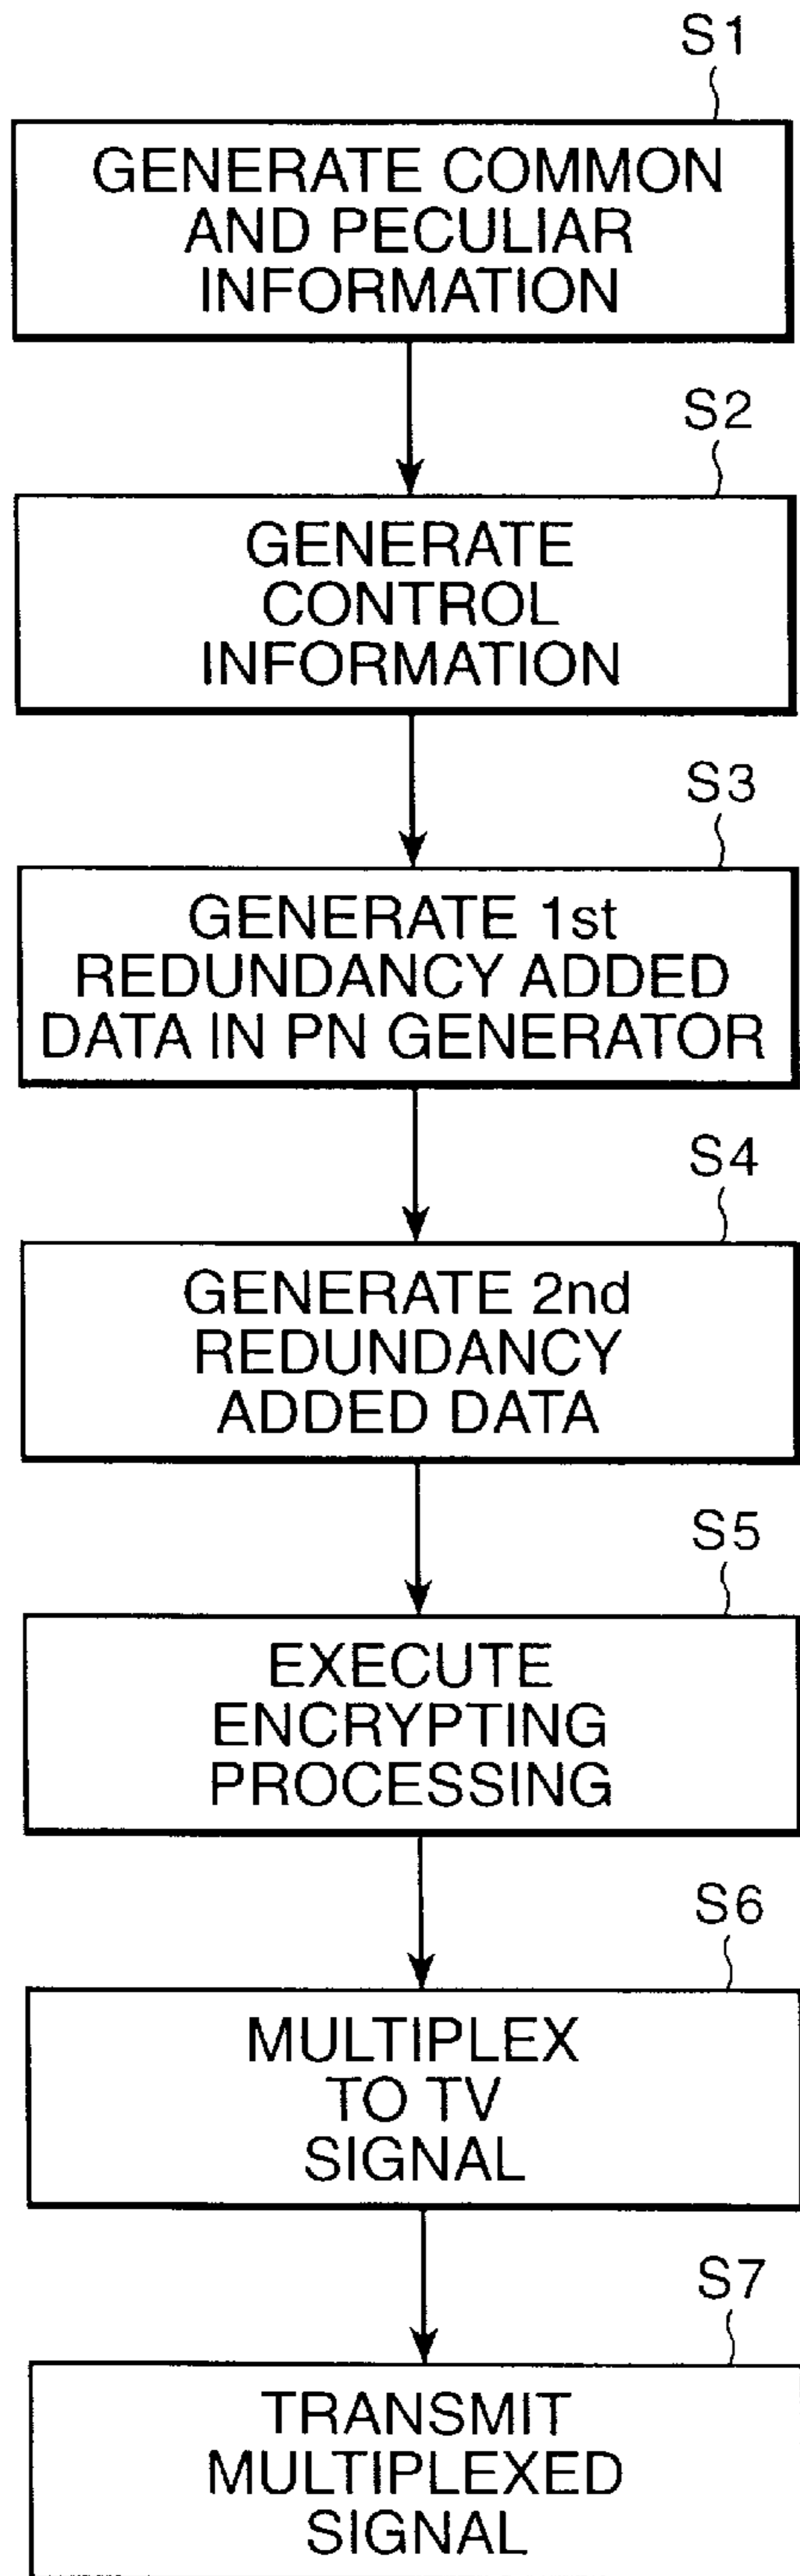 S1
GENERATE COMMON
AND PECULIAR
INFORMATION
S2
GENERATE
CONTROL
INFORMATION
S3
GENERATE 1st
REDUNDANCY ADDED
DATA IN PN GENERATOR
S4
GENERATE 2nd
REDUNDANCY
ADDED DATA
S5
EXECUTE
ENCRYPTING
PROCESSING
S6
MULTIPLEX
TO TV
SIGNAL
S7
TRANSMIT
MULTIPLEXED
SIGNAL